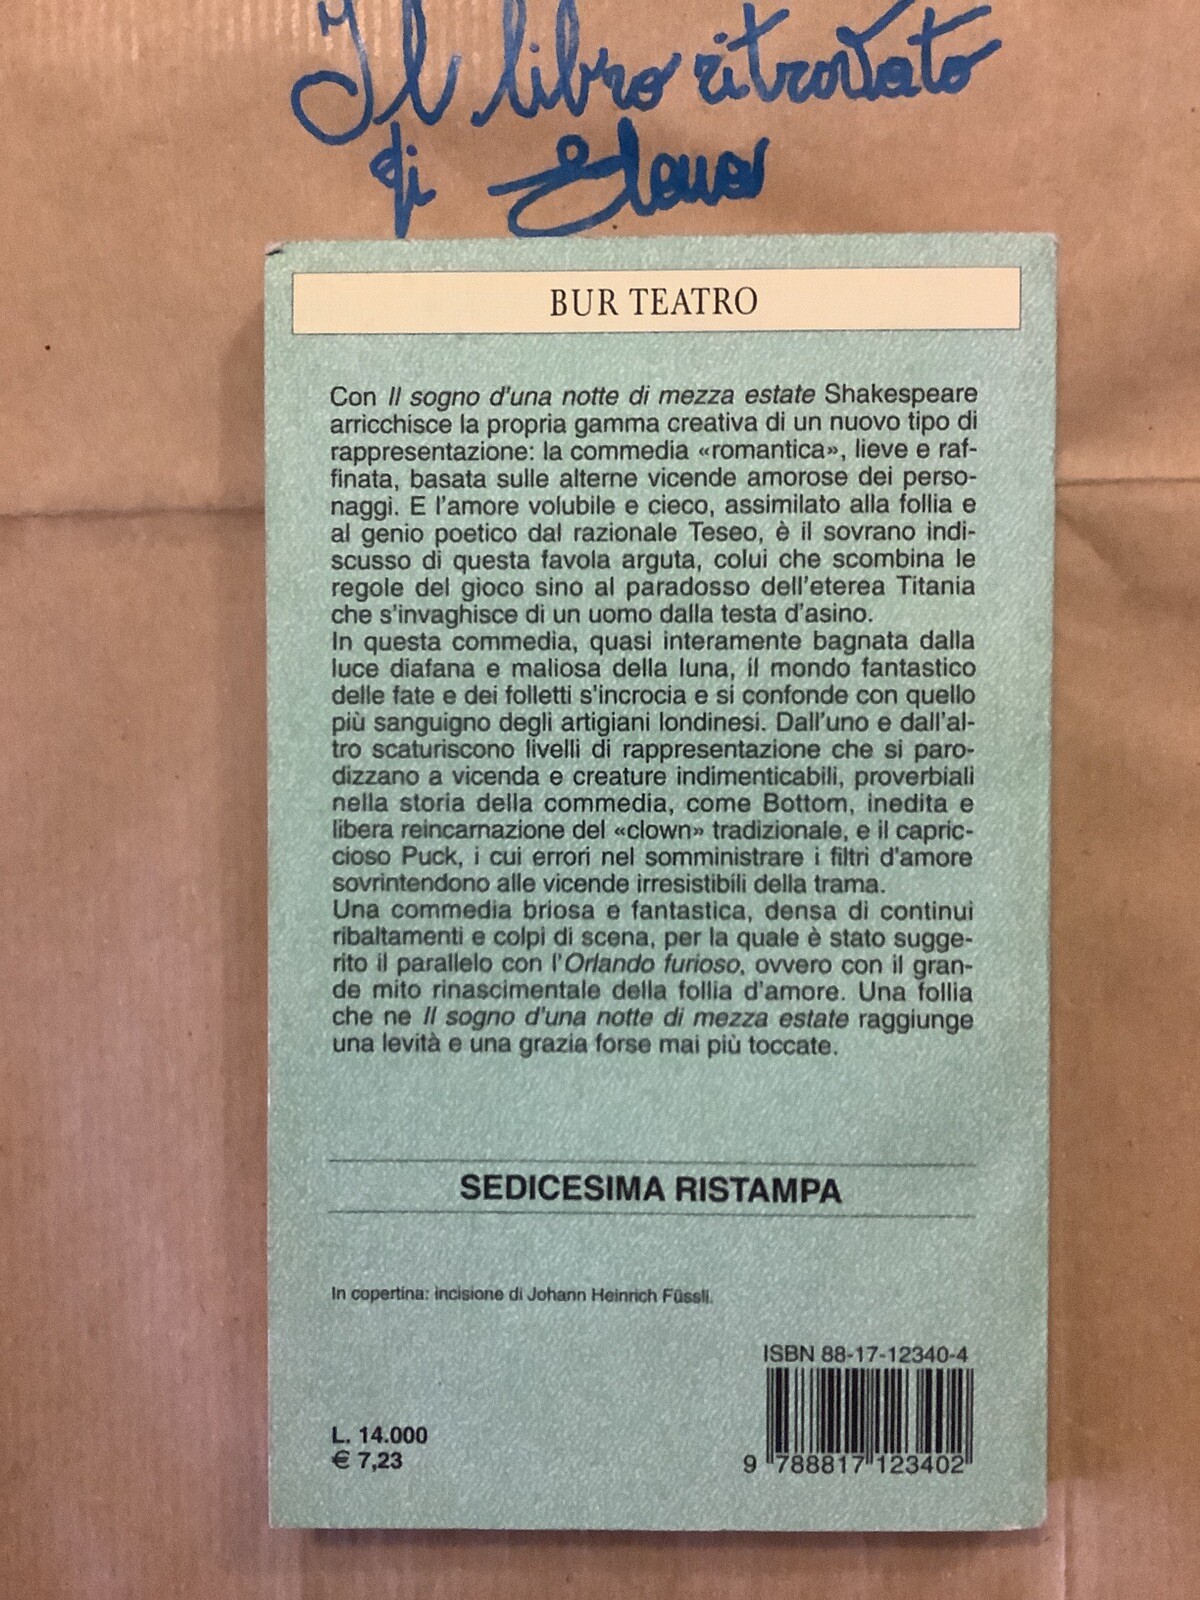 Il libro ritrovato
di Elena
BUR TEATRO
Con Il sogno d'una notte di mezza estate Shakespeare
arricchisce la propria gamma creativa di un nuovo tipo di
rappresentazione: la commedia «romantica», lieve e raf-
finata, basata sulle alterne vicende amorose dei perso-
naggi. E l'amore volubile e cieco, assimilato alla follia e
al genio poetico dal razionale Teseo, è il sovrano indi-
scusso di questa favola arguta, colui che scombina le
regole del gioco sino al paradosso dell'eterea Titania
che s'invaghisce di un uomo dalla testa d'asino.
In questa commedia, quasi interamente bagnata dalla
luce diafana e maliosa della luna, il mondo fantastico
delle fate e dei folletti s'incrocia e si confonde con quello
più sanguigno degli artigiani londinesi. Dall'uno e dall'al-
tro scaturiscono livelli di rappresentazione che si paro-
dizzano a vicenda e creature indimenticabili, proverbiali
nella storia della commedia, come Bottom, inedita e
libera reincarnazione del «clown» tradizionale, e il capric-
cioso Puck, i cui errori nel somministrare i filtri d'amore
sovrintendono alle vicende irresistibili della trama.
Una commedia briosa e fantastica, densa di continui
ribaltamenti e colpi di scena, per la quale è stato sugge-
rito il parallelo con l'Orlando furioso, ovvero con il gran-
de mito rinascimentale della follia d'amore. Una follia
che ne Il sogno d'una notte di mezza estate raggiunge
una levità e una grazia forse mai più toccate.
SEDICESIMA RISTAMPA
In copertina: incisione di Johann Heinrich Füssli.
ISBN 88-17-12340-4
L. 14.000
€ 7,23
9 788817 123402